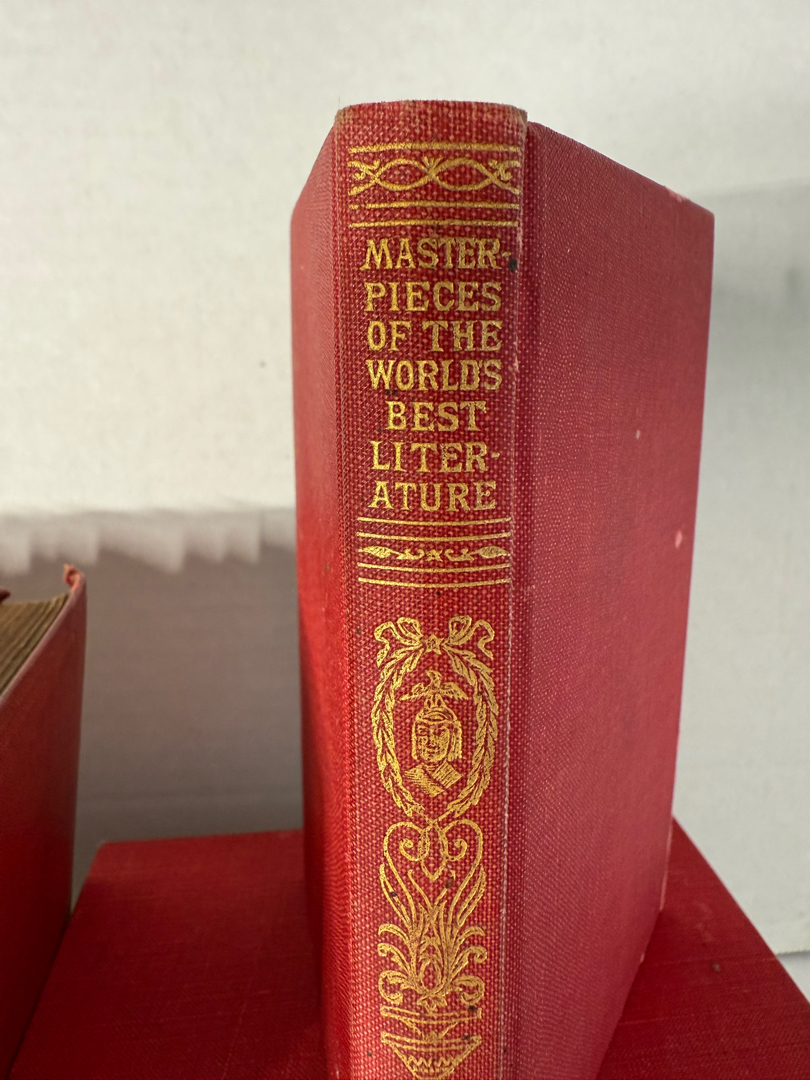 MASTER-
PIECES
OF THE
WORLD'S
BEST
LITER-
ATURE